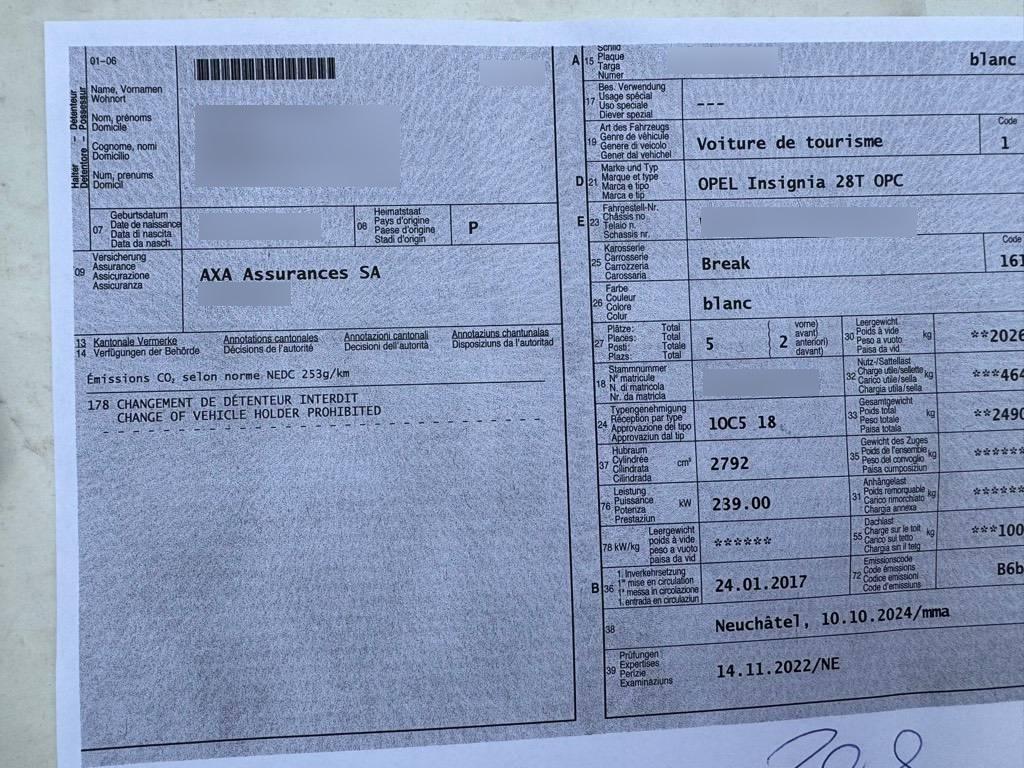 Halter - Détenteur
Detentore - Possessur
01-06
Name, Vornamen
Wohnort
Nom, prénoms
Domicile
Cognome, nomi
Domicilio
Num, prenums
Domicil
07
Geburtsdatum
Date de naissance
Data di nascita
Data da nasch.
08
Heimatstaat
Pays d'origine
Paese d'origine
Stadi d'origin
P
09
Versicherung
Assurance
Assicurazione
Assicuranza
AXA Assurances SA
13 Kantonale Vermerke
14 Verfügungen der Behörde
Annotations cantonales
Décisions de l'autorité
Annotazioni cantonali
Decisioni dell'autorità
Annotaziuns chantunalas
Disposiziuns da l'autoritad
Émissions CO₂ selon norme NEDC 253g/km
178 CHANGEMENT DE DÉTENTEUR INTERDIT
CHANGE OF VEHICLE HOLDER PROHIBITED
A 15
Schild
Plaque
Targa
Numer
blanc
17
Bes. Verwendung
Usage spécial
Uso speciale
Diever spezial
---
19
Art des Fahrzeugs
Genre de véhicule
Genere di veicolo
Gener dal vehichel
Voiture de tourisme
Code
1
D 21
Marke und Typ
Marque et type
Marca e tipo
Marca e tip
OPEL Insignia 28T OPC
E 23
Fahrgestell-Nr.
Châssis no
Telaio n.
Schassis nr.
25
Karosserie
Carrosserie
Carrozzeria
Carossaria
Break
Code
161
26
Farbe
Couleur
Colore
Colur
blanc
27
Plätze: Total
Places: Total
Posti: Totale
Plazs: Total
5
2
vorne)
avant)
anteriori)
davant)
30
Leergewicht
Poids à vide
Peso a vuoto
Paisa da vid
kg
**2026
18
Stammnummer
N° matricule
N. di matricola
Nr. da matricla
32
Nutz-/Sattellast
Charge utile/sellette
Carico utile/sella
Chargia utila/sella
kg
***464
24
Typengenehmigung
Réception par type
Approvazione del tipo
Approvaziun dal tip
1OC5 18
33
Gesamtgewicht
Poids total
Peso totale
Paisa totala
kg
**2490
37
Hubraum
Cylindrée
Cilindrata
Cilindrada
cm³
2792
35
Gewicht des Zuges
Poids de l'ensemble
Peso del convoglio
Paisa cumposiziun
kg
******
76
Leistung
Puissance
Potenza
Prestaziun
kW
239.00
31
Anhängelast
Poids remorquable
Carico rimorchiato
Chargia annexa
kg
******
78 kW/kg
Leergewicht
poids à vide
peso a vuoto
paisa da vid
******
55
Dachlast
Charge sur le toit
Carico sul tetto
Chargia sin il tetg
kg
***100
B 36
1. Inverkehrsetzung
1re mise en circulation
1a messa in circolazione
1. entrada en circulaziun
24.01.2017
72
Emissionscode
Code émissions
Codice emissioni
Code d'emissiuns
B6b
38
Neuchâtel, 10.10.2024/mma
39
Prüfungen
Expertises
Perizie
Examinaziuns
14.11.2022/NE